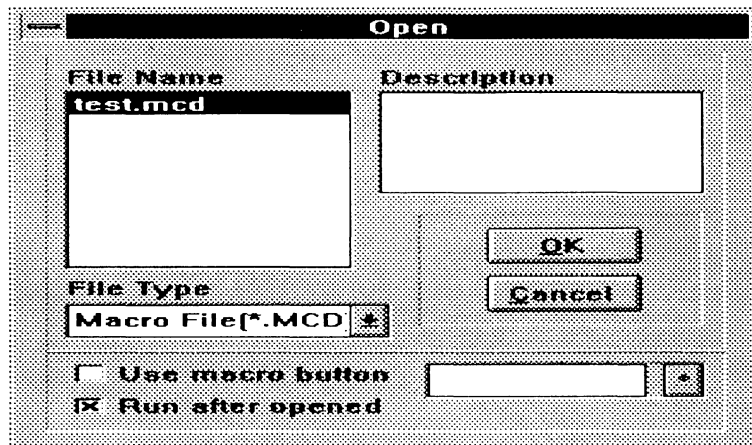 Open
File Name
test.mcd
Description
OK
Cancel
File Type
Macro File(*.MCD
Use macro button
Run after opened